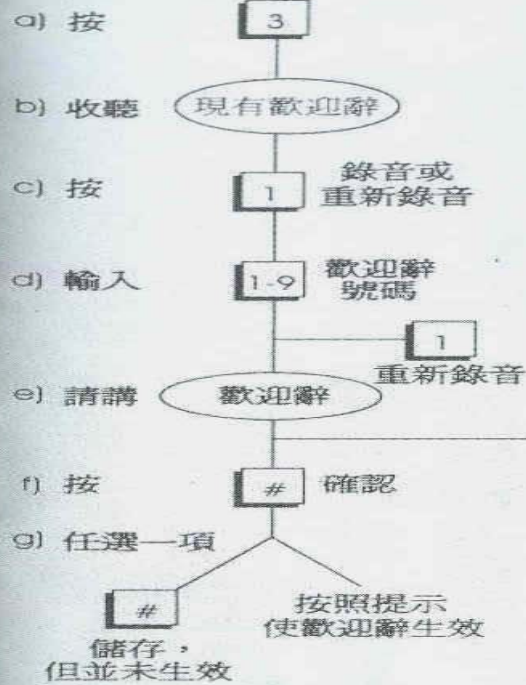 a) 按 3
b) 收聽 現有歡迎辭
c) 按 1 錄音或
重新錄音
d) 輸入 1-9 歡迎辭
號碼
1
重新錄音
e) 請講 歡迎辭
f) 按 # 確認
g) 任選一項
#
儲存，
但並未生效
按照提示
使歡迎辭生效